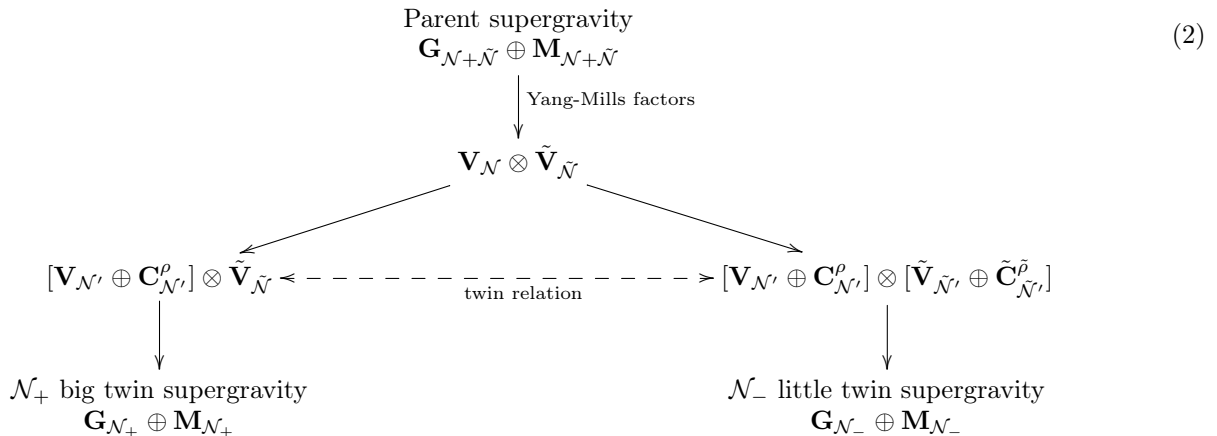 Parent supergravity
(2)
𝐆_{𝒩+𝒩̃} ⊕ 𝐌_{𝒩+𝒩̃}
Yang-Mills factors
𝐕_𝒩 ⊗ 𝐕̃_𝒩̃
[𝐕_{𝒩′} ⊕ 𝐂^ρ_{𝒩′}] ⊗ 𝐕̃_𝒩̃
twin relation
[𝐕_{𝒩′} ⊕ 𝐂^ρ_{𝒩′}] ⊗ [𝐕̃_{𝒩̃′} ⊕ 𝐂̃^{ρ̃}_{𝒩̃′}]
𝒩₊ big twin supergravity
𝐆_{𝒩₊} ⊕ 𝐌_{𝒩₊}
𝒩₋ little twin supergravity
𝐆_{𝒩₋} ⊕ 𝐌_{𝒩₋}